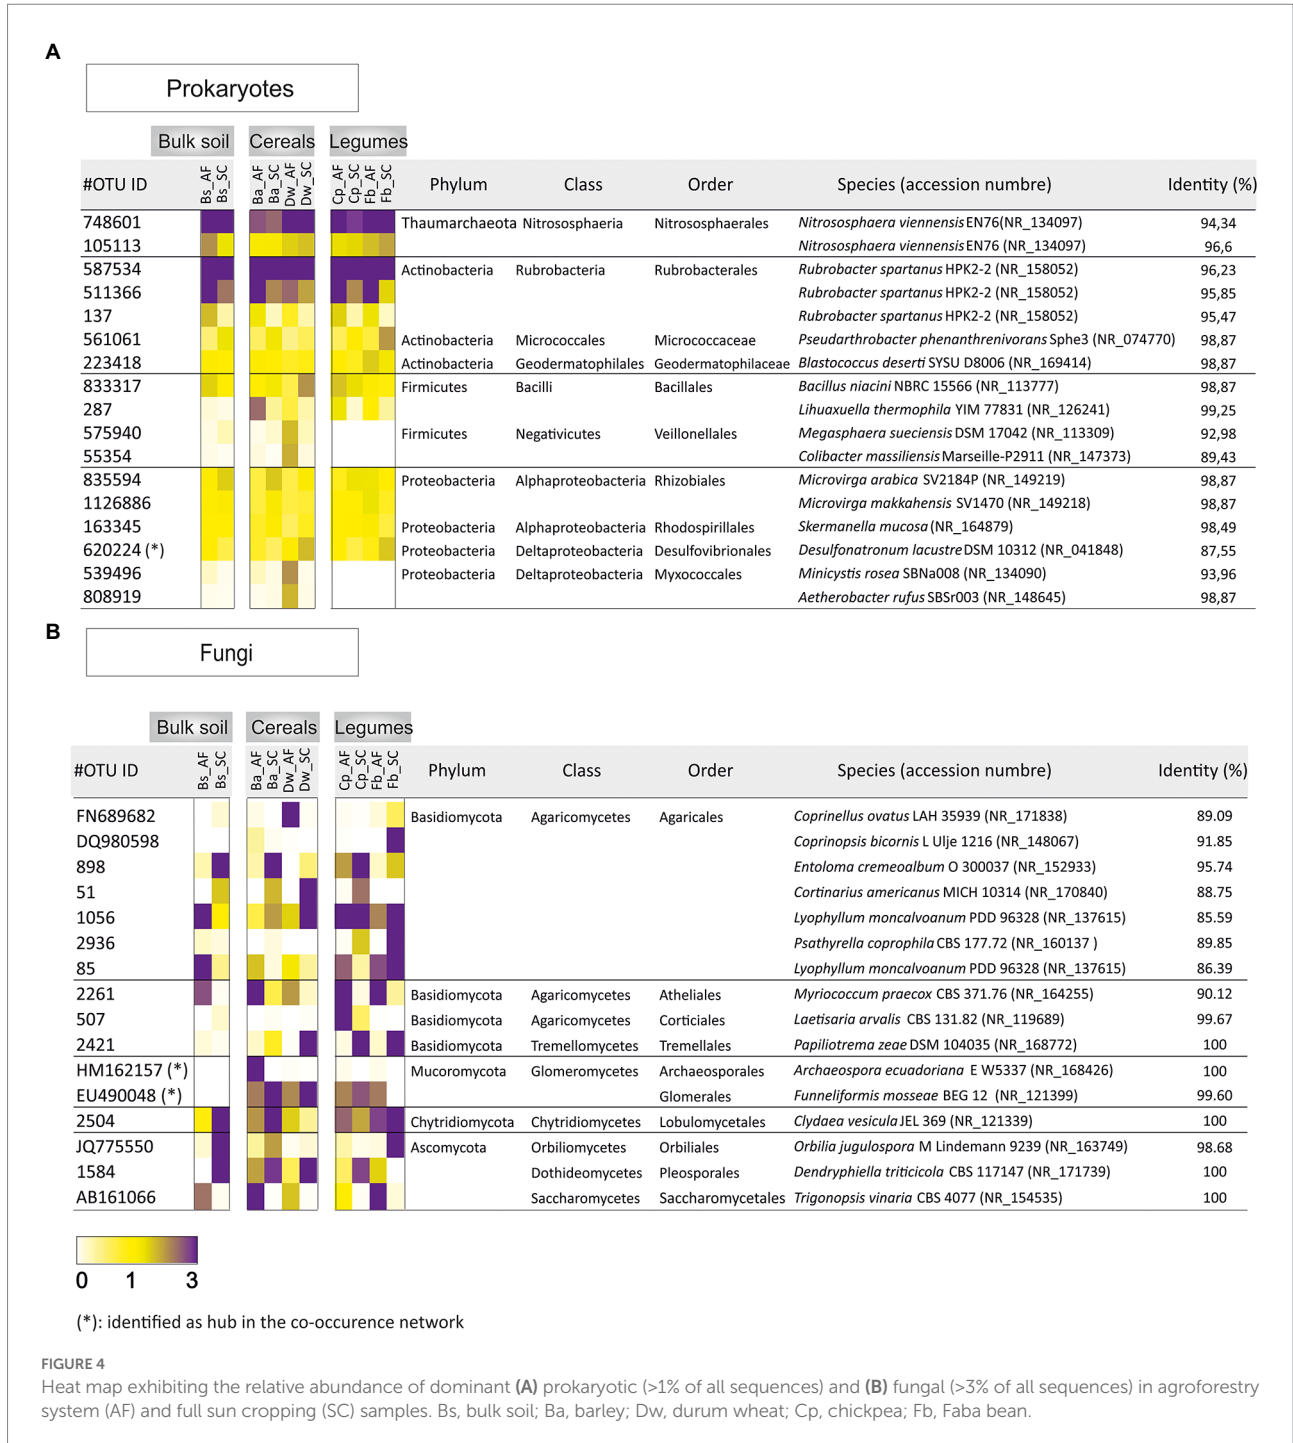 A
Prokaryotes
Bulk soil Cereals Legumes
#OTU ID Bs_AF Bs_SC Ba_AF Ba_SC Dw_AF Dw_SC Cp_AF Cp_SC Fb_AF Fb_SC Phylum Class Order Species (accession numbre) Identity (%)
748601 Thaumarchaeota Nitrososphaeria Nitrososphaerales Nitrososphaera viennensis EN76(NR_134097) 94,34
105113 Nitrososphaera viennensis EN76 (NR_134097) 96,6
587534 Actinobacteria Rubrobacteria Rubrobacterales Rubrobacter spartanus HPK2-2 (NR_158052) 96,23
511366 Rubrobacter spartanus HPK2-2 (NR_158052) 95,85
137 Rubrobacter spartanus HPK2-2 (NR_158052) 95,47
561061 Actinobacteria Micrococcales Micrococcaceae Pseudarthrobacter phenanthrenivorans Sphe3 (NR_074770) 98,87
223418 Actinobacteria Geodermatophilales Geodermatophilaceae Blastococcus deserti SYSU D8006 (NR_169414) 98,87
833317 Firmicutes Bacilli Bacillales Bacillus niacini NBRC 15566 (NR_113777) 98,87
287 Lihuaxuella thermophila YIM 77831 (NR_126241) 99,25
575940 Firmicutes Negativicutes Veillonellales Megasphaera sueciensis DSM 17042 (NR_113309) 92,98
55354 Colibacter massiliensis Marseille-P2911 (NR_147373) 89,43
835594 Proteobacteria Alphaproteobacteria Rhizobiales Microvirga arabica SV2184P (NR_149219) 98,87
1126886 Microvirga makkahensis SV1470 (NR_149218) 98,87
163345 Proteobacteria Alphaproteobacteria Rhodospirillales Skermanella mucosa (NR_164879) 98,49
620224 (*) Proteobacteria Deltaproteobacteria Desulfovibrionales Desulfonatronum lacustre DSM 10312 (NR_041848) 87,55
539496 Proteobacteria Deltaproteobacteria Myxococcales Minicystis rosea SBNa008 (NR_134090) 93,96
808919 Aetherobacter rufus SBSr003 (NR_148645) 98,87
B
Fungi
Bulk soil Cereals Legumes
#OTU ID Bs_AF Bs_SC Ba_AF Ba_SC Dw_AF Dw_SC Cp_AF Cp_SC Fb_AF Fb_SC Phylum Class Order Species (accession numbre) Identity (%)
FN689682 Basidiomycota Agaricomycetes Agaricales Coprinellus ovatus LAH 35939 (NR_171838) 89.09
DQ980598 Coprinopsis bicornis L Ulje 1216 (NR_148067) 91.85
898 Entoloma cremeoalbum O 300037 (NR_152933) 95.74
51 Cortinarius americanus MICH 10314 (NR_170840) 88.75
1056 Lyophyllum moncalvoanum PDD 96328 (NR_137615) 85.59
2936 Psathyrella coprophila CBS 177.72 (NR_160137 ) 89.85
85 Lyophyllum moncalvoanum PDD 96328 (NR_137615) 86.39
2261 Basidiomycota Agaricomycetes Atheliales Myriococcum praecox CBS 371.76 (NR_164255) 90.12
507 Basidiomycota Agaricomycetes Corticiales Laetisaria arvalis CBS 131.82 (NR_119689) 99.67
2421 Basidiomycota Tremellomycetes Tremellales Papiliotrema zeae DSM 104035 (NR_168772) 100
HM162157 (*) Mucoromycota Glomeromycetes Archaeosporales Archaeospora ecuadoriana E W5337 (NR_168426) 100
EU490048 (*) Glomerales Funneliformis mosseae BEG 12 (NR_121399) 99.60
2504 Chytridiomycota Chytridiomycetes Lobulomycetales Clydaea vesicula JEL 369 (NR_121339) 100
JQ775550 Ascomycota Orbiliomycetes Orbiliales Orbilia jugulospora M Lindemann 9239 (NR_163749) 98.68
1584 Dothideomycetes Pleosporales Dendryphiella triticicola CBS 117147 (NR_171739) 100
AB161066 Saccharomycetes Saccharomycetales Trigonopsis vinaria CBS 4077 (NR_154535) 100
0 1 3
(*): identified as hub in the co-occurence network
FIGURE 4
Heat map exhibiting the relative abundance of dominant (A) prokaryotic (>1% of all sequences) and (B) fungal (>3% of all sequences) in agroforestry
system (AF) and full sun cropping (SC) samples. Bs, bulk soil; Ba, barley; Dw, durum wheat; Cp, chickpea; Fb, Faba bean.